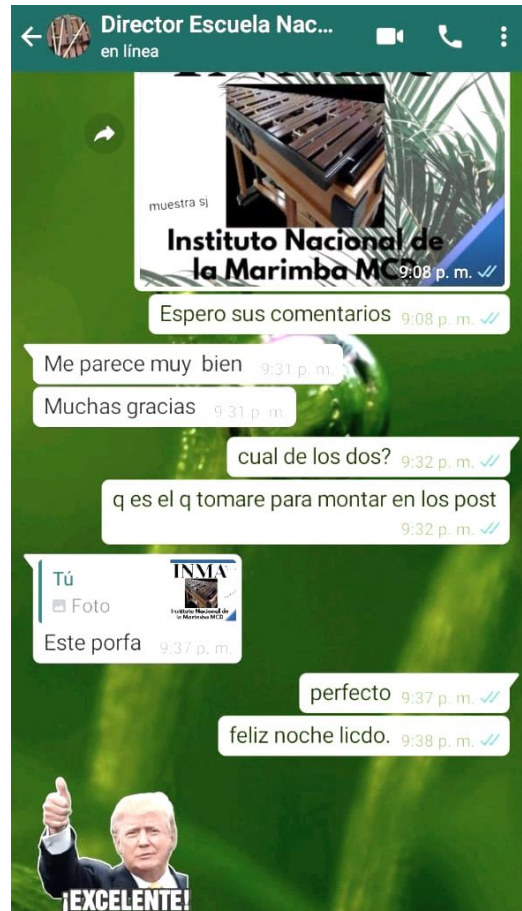 Director Escuela Nac...
en línea
INMA
muestra sj
Instituto Nacional de
la Marimba MCP
9:08 p. m.
Espero sus comentarios 9:08 p. m.
Me parece muy bien 9:31 p. m.
Muchas gracias 9:31 p. m.
cual de los dos? 9:32 p. m.
q es el q tomare para montar en los post
9:32 p. m.
Tú
INMA
Foto
Instituto Nacional de
la Marimba MCP
Este porfa 9:37 p. m.
perfecto 9:37 p. m.
feliz noche licdo. 9:38 p. m.
¡EXCELENTE!